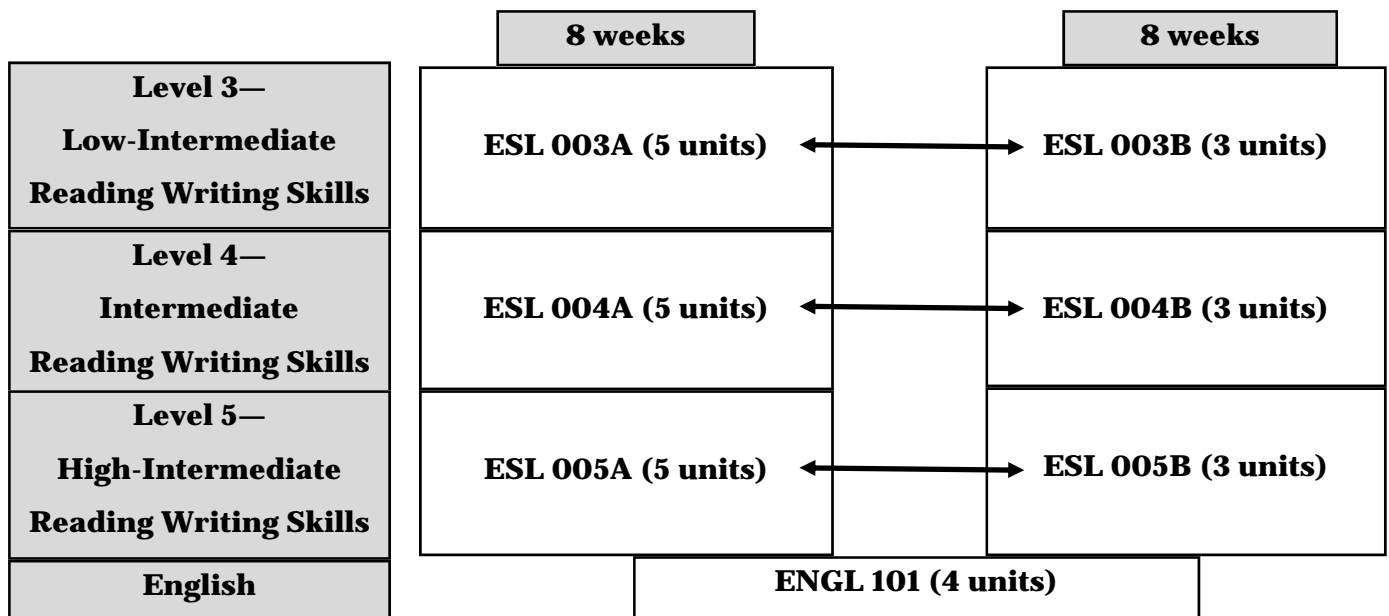 8 weeks
8 weeks
Level 3—
Low-Intermediate
Reading Writing Skills
ESL 003A (5 units)
ESL 003B (3 units)
Level 4—
Intermediate
Reading Writing Skills
ESL 004A (5 units)
ESL 004B (3 units)
Level 5—
High-Intermediate
Reading Writing Skills
ESL 005A (5 units)
ESL 005B (3 units)
English
ENGL 101 (4 units)